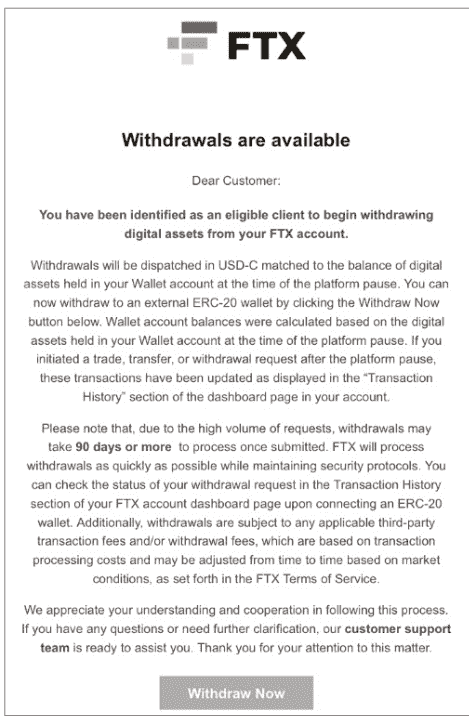 FTX
Withdrawals are available
Dear Customer:
You have been identified as an eligible client to begin withdrawing
digital assets from your FTX account.
Withdrawals will be dispatched in USD-C matched to the balance of digital
assets held in your Wallet account at the time of the platform pause. You can
now withdraw to an external ERC-20 wallet by clicking the Withdraw Now
button below. Wallet account balances were calculated based on the digital
assets held in your Wallet account at the time of the platform pause. If you
initiated a trade, transfer, or withdrawal request after the platform pause,
these transactions have been updated as displayed in the “Transaction
History” section of the dashboard page in your account.
Please note that, due to the high volume of requests, withdrawals may
take 90 days or more to process once submitted. FTX will process
withdrawals as quickly as possible while maintaining security protocols. You
can check the status of your withdrawal request in the Transaction History
section of your FTX account dashboard page upon connecting an ERC-20
wallet. Additionally, withdrawals are subject to any applicable third-party
transaction fees and/or withdrawal fees, which are based on transaction
processing costs and may be adjusted from time to time based on market
conditions, as set forth in the FTX Terms of Service.
We appreciate your understanding and cooperation in following this process.
If you have any questions or need further clarification, our customer support
team is ready to assist you. Thank you for your attention to this matter.
Withdraw Now